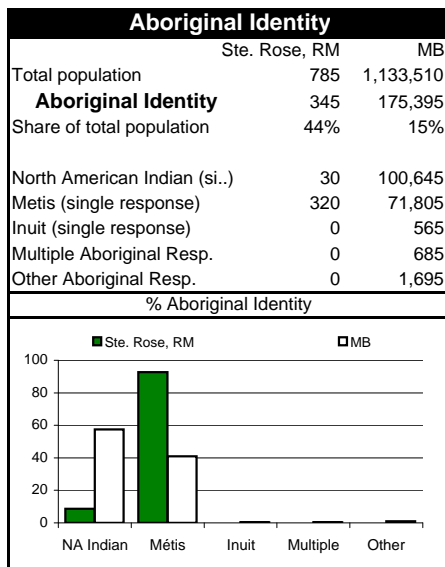 Aboriginal Identity
Ste. Rose, RM MB
Total population 785 1,133,510
Aboriginal Identity 345 175,395
Share of total population 44% 15%
North American Indian (si..) 30 100,645
Metis (single response) 320 71,805
Inuit (single response) 0 565
Multiple Aboriginal Resp. 0 685
Other Aboriginal Resp. 0 1,695
% Aboriginal Identity
Ste. Rose, RM MB
100
80
60
40
20
0
NA Indian Métis Inuit Multiple Other